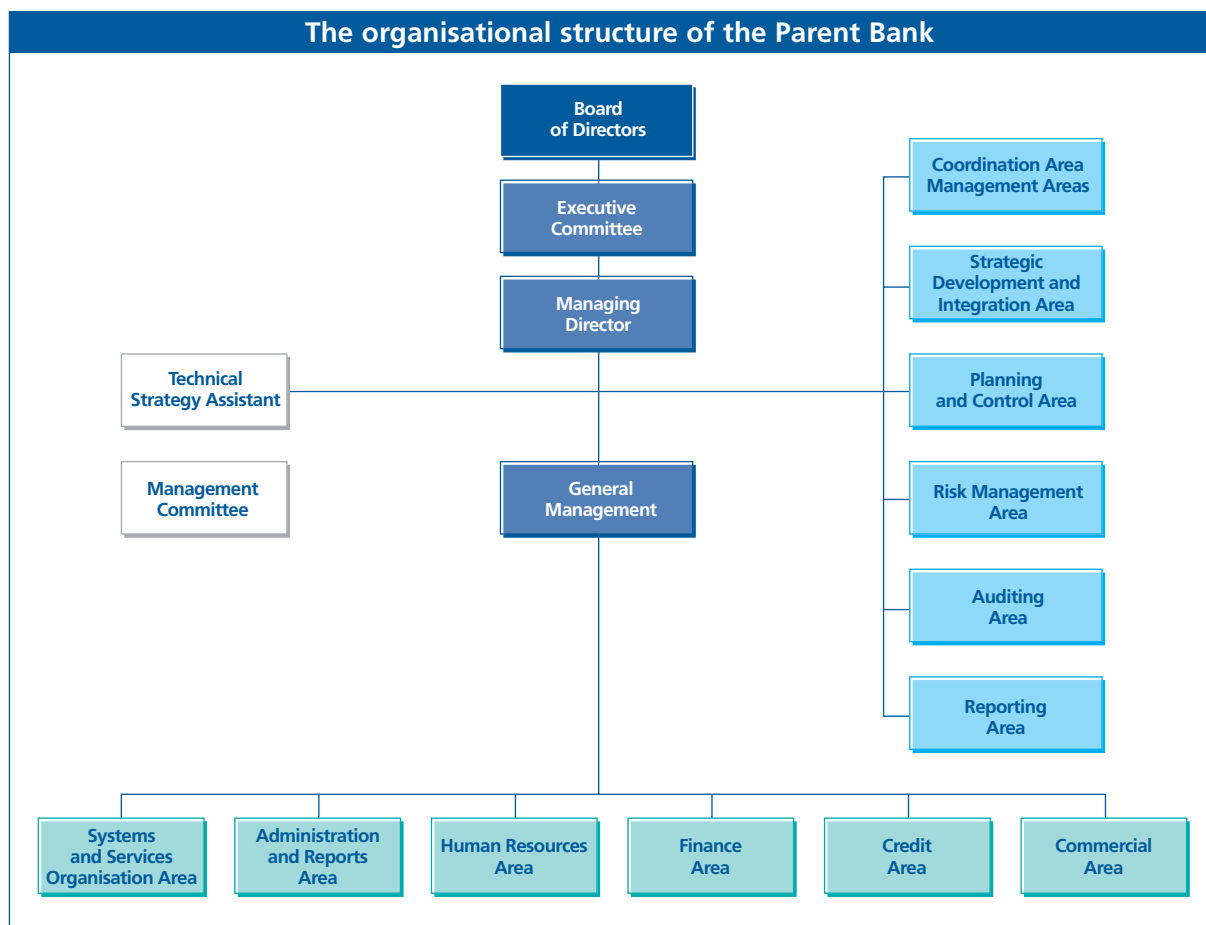 The organisational structure of the Parent Bank
Board
of Directors
Executive
Committee
Managing
Director
Technical
Strategy Assistant
Management
Committee
General
Management
Coordination Area
Management Areas
Strategic
Development and
Integration Area
Planning
and Control Area
Risk Management
Area
Auditing
Area
Reporting
Area
Systems
and Services
Organisation Area
Administration
and Reports
Area
Human Resources
Area
Finance
Area
Credit
Area
Commercial
Area